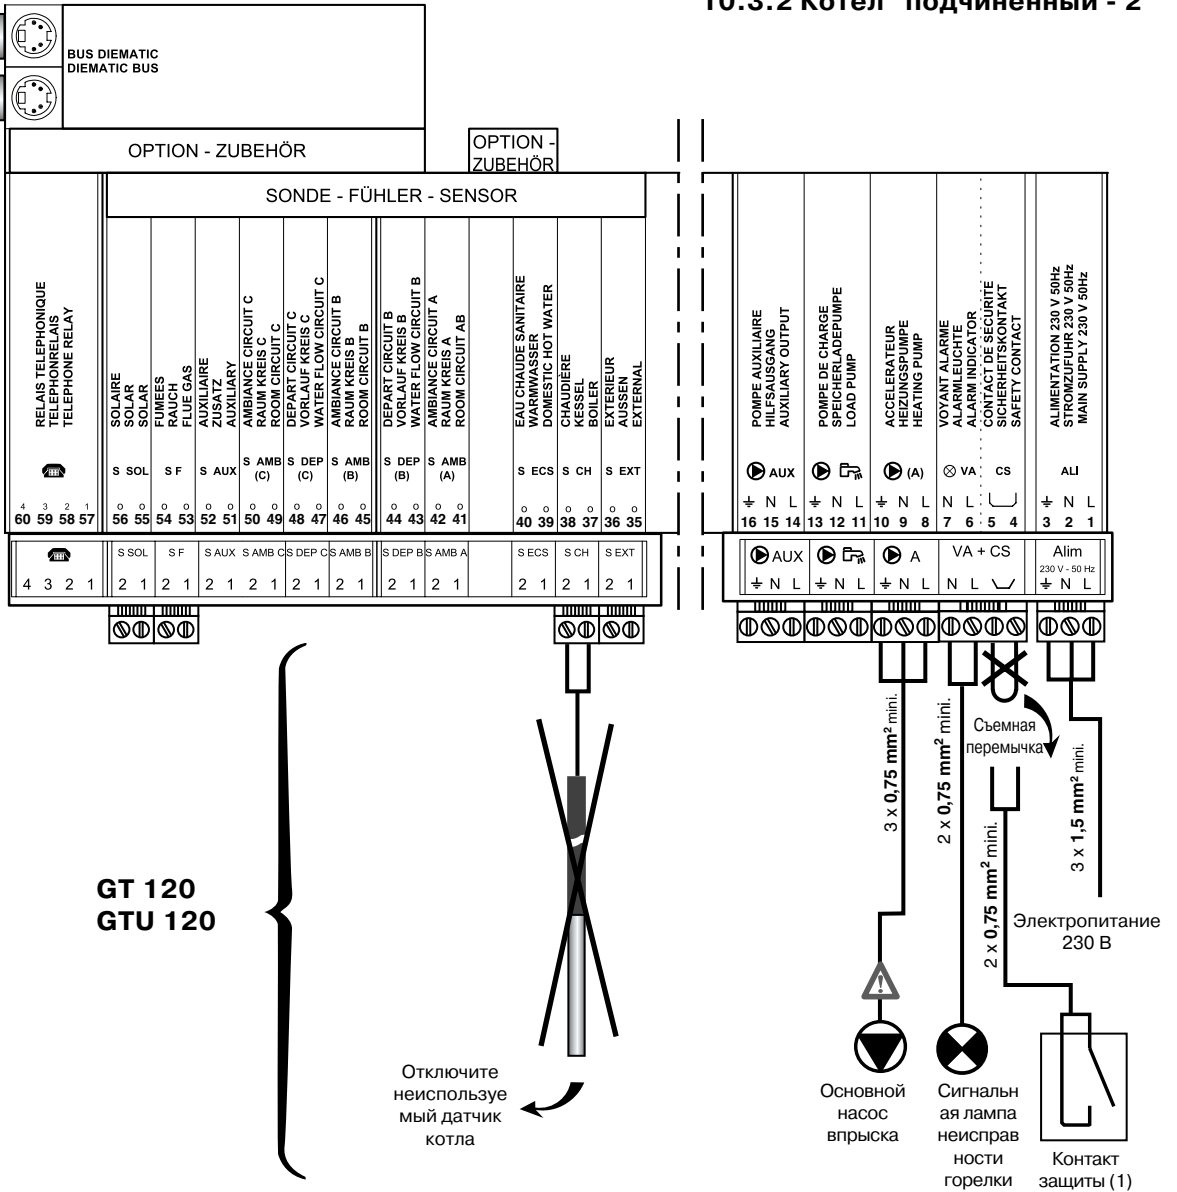 10.3.2 Котел "подчиненный - 2"
BUS DIEMATIC
DIEMATIC BUS
OPTION - ZUBEHÖR
OPTION -
ZUBEHÖR
SONDE - FÜHLER - SENSOR
RELAIS TELEPHONIQUE
TELEPHONRELAIS
TELEPHONE RELAY
SOLAIRE
SOLAR
SOLAR
FUMEES
RAUCH
FLUE GAS
AUXILIAIRE
ZUSATZ
AUXILIARY
AMBIANCE CIRCUIT C
RAUM KREIS C
ROOM CIRCUIT C
DEPART CIRCUIT C
VORLAUF KREIS C
WATER FLOW CIRCUIT C
AMBIANCE CIRCUIT B
RAUM KREIS B
ROOM CIRCUIT B
DEPART CIRCUIT B
VORLAUF KREIS B
WATER FLOW CIRCUIT B
AMBIANCE CIRCUIT A
RAUM KREIS A
ROOM CIRCUIT AB
EAU CHAUDE SANITAIRE
WARMWASSER
DOMESTIC HOT WATER
CHAUDIÈRE
KESSEL
BOILER
EXTERIEUR
AUSSEN
EXTERNAL
POMPE AUXILIAIRE
HILFSAUSGANG
AUXILIARY OUTPUT
POMPE DE CHARGE
SPEICHERLADEPUMPE
LOAD PUMP
ACCELERATEUR
HEIZUNGSPUMPE
HEATING PUMP
VOYANT ALARME
ALARMLEUCHTE
ALARM INDICATOR
CONTACT DE SÉCURITE
SICHERHEITSKONTAKT
SAFETY CONTACT
ALIMENTATION 230 V 50Hz
STROMZUFUHR 230 V 50Hz
MAIN SUPPLY 230 V 50Hz
S SOL S F S AUX S AMB (C) S DEP (C) S AMB (B) S DEP (B) S AMB (A) S ECS S CH S EXT
AUX (A) VA CS ALI
4 3 2 1
N L N L N L N L N L
60 59 58 57 56 55 54 53 52 51 50 49 48 47 46 45 44 43 42 41 40 39 38 37 36 35
16 15 14 13 12 11 10 9 8 7 6 5 4 3 2 1
S SOL S F S AUX S AMB C S DEP C S AMB B S DEP B S AMB A S ECS S CH S EXT
AUX A VA + CS Alim
230 V - 50 Hz
4 3 2 1 2 1 2 1 2 1 2 1 2 1 2 1 2 1 2 1 2 1 2 1 2 1
N L N L N L N L N L
Съемная
перемычка
3 x 0,75 mm² mini.
2 x 0,75 mm² mini.
2 x 0,75 mm² mini.
3 x 1,5 mm² mini.
GT 120
GTU 120
Электропитание
230 В
Отключите
неиспользуе
мый датчик
котла
Основной
насос
впрыска
Сигнальн
ая лампа
неисправ
ности
горелки
Контакт
защиты (1)